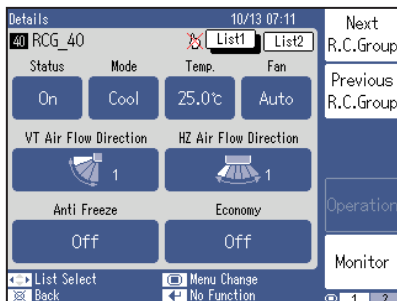 Details 10/13 07:11
40 RCG_40 List1 List2
Status Mode Temp. Fan
On Cool 25.0℃ Auto
VT Air Flow Direction HZ Air Flow Direction
1 1
Anti Freeze Economy
Off Off
List Select Menu Change
Back No Function
Next
R.C.Group
Previous
R.C.Group
Operation
Monitor
1 2